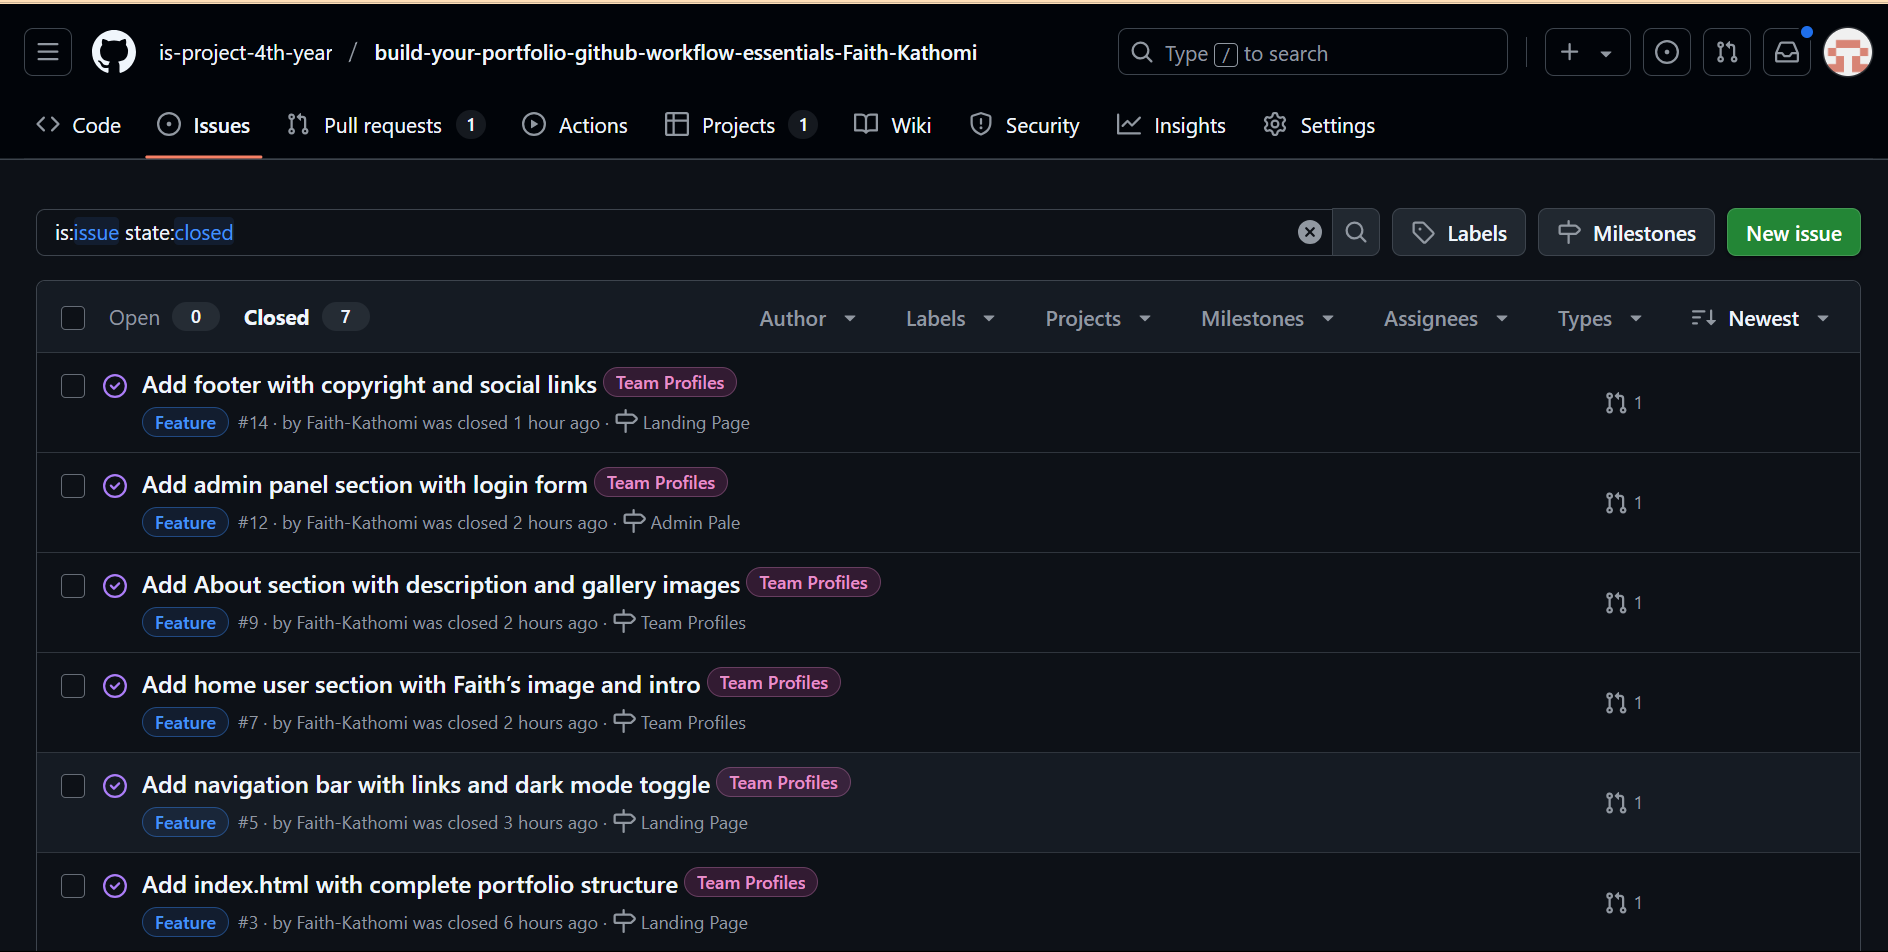 is-project-4th-year / build-your-portfolio-github-workflow-essentials-Faith-Kathomi
Type / to search
Code Issues Pull requests 1 Actions Projects 1 Wiki Security Insights Settings
is:issue state:closed
Labels Milestones New issue
Open 0 Closed 7 Author Labels Projects Milestones Assignees Types Newest
Add footer with copyright and social links Team Profiles
Feature #14 · by Faith-Kathomi was closed 1 hour ago · Landing Page
1
Add admin panel section with login form Team Profiles
Feature #12 · by Faith-Kathomi was closed 2 hours ago · Admin Pale
1
Add About section with description and gallery images Team Profiles
Feature #9 · by Faith-Kathomi was closed 2 hours ago · Team Profiles
1
Add home user section with Faith’s image and intro Team Profiles
Feature #7 · by Faith-Kathomi was closed 2 hours ago · Team Profiles
1
Add navigation bar with links and dark mode toggle Team Profiles
Feature #5 · by Faith-Kathomi was closed 3 hours ago · Landing Page
1
Add index.html with complete portfolio structure Team Profiles
Feature #3 · by Faith-Kathomi was closed 6 hours ago · Landing Page
1